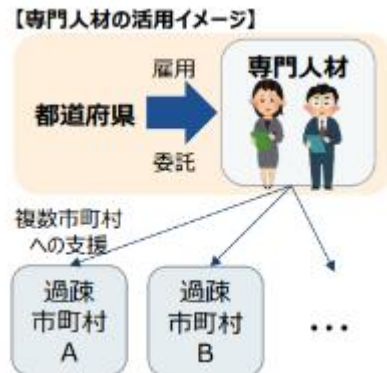 【専門人材の活用イメージ】
雇用
専門人材
都道府県
委託
複数市町村
への支援
過疎
市町村
A
過疎
市町村
B
…